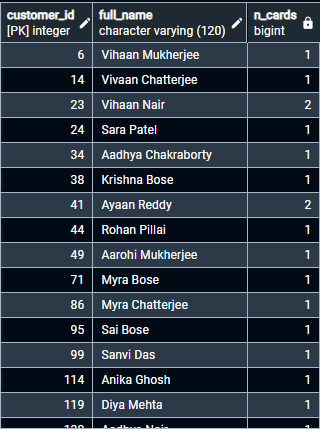 customer_id full_name n_cards
[PK] integer character varying (120) bigint
6 Vihaan Mukherjee 1
14 Vivaan Chatterjee 1
23 Vihaan Nair 2
24 Sara Patel 1
34 Aadhya Chakraborty 1
38 Krishna Bose 1
41 Ayaan Reddy 2
44 Rohan Pillai 1
49 Aarohi Mukherjee 1
71 Myra Bose 1
86 Myra Chatterjee 1
95 Sai Bose 1
99 Sanvi Das 1
114 Anika Ghosh 1
119 Diya Mehta 1